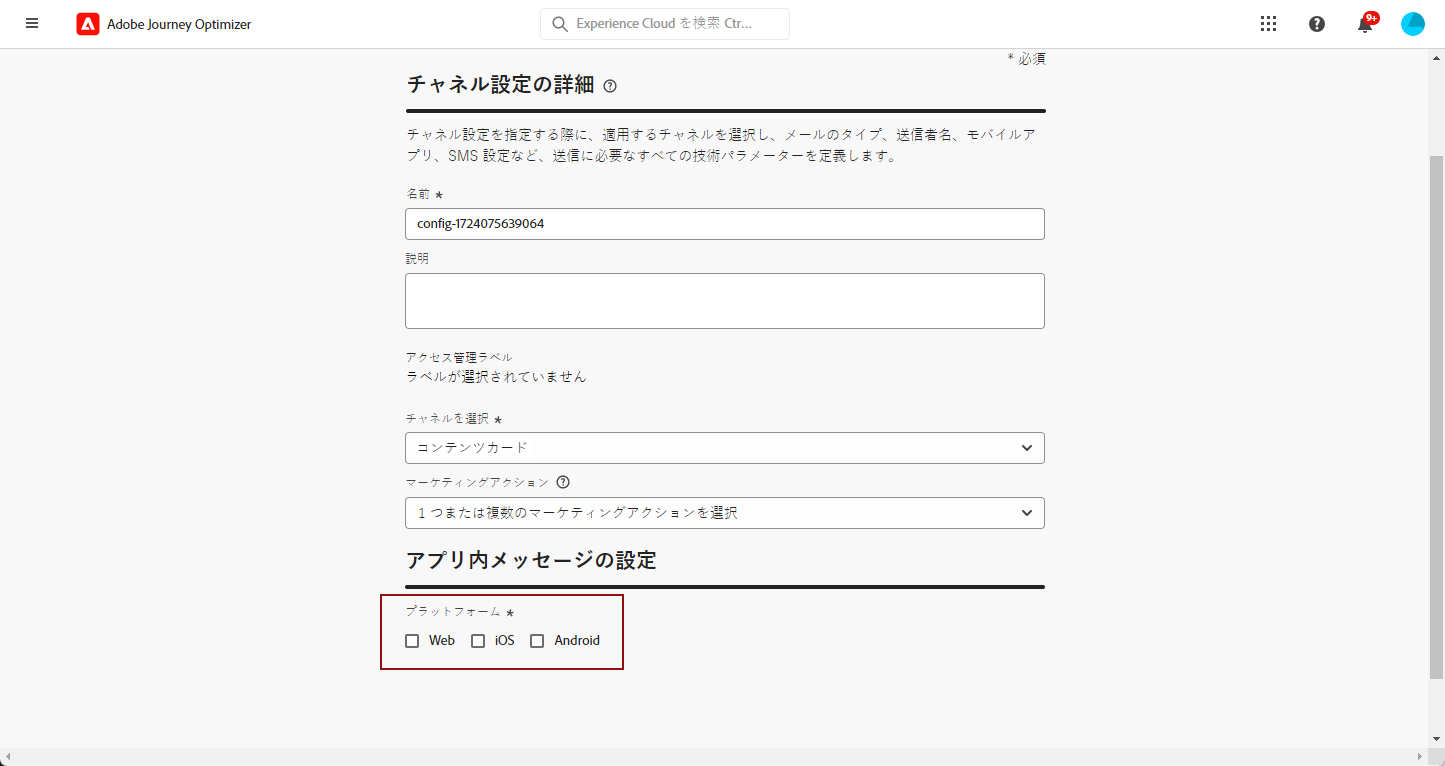 Adobe Journey Optimizer
Experience Cloud を検索 Ctr...
9+
* 必須
チャネル設定の詳細
チャネル設定を指定する際に、適用するチャネルを選択し、メールのタイプ、送信者名、モバイルア
プリ、SMS 設定など、送信に必要なすべての技術パラメーターを定義します。
名前 *
config-1724075639064
説明
アクセス管理ラベル
ラベルが選択されていません
チャネルを選択 *
コンテンツカード
マーケティングアクション
1 つまたは複数のマーケティングアクションを選択
アプリ内メッセージの設定
プラットフォーム *
Web iOS Android